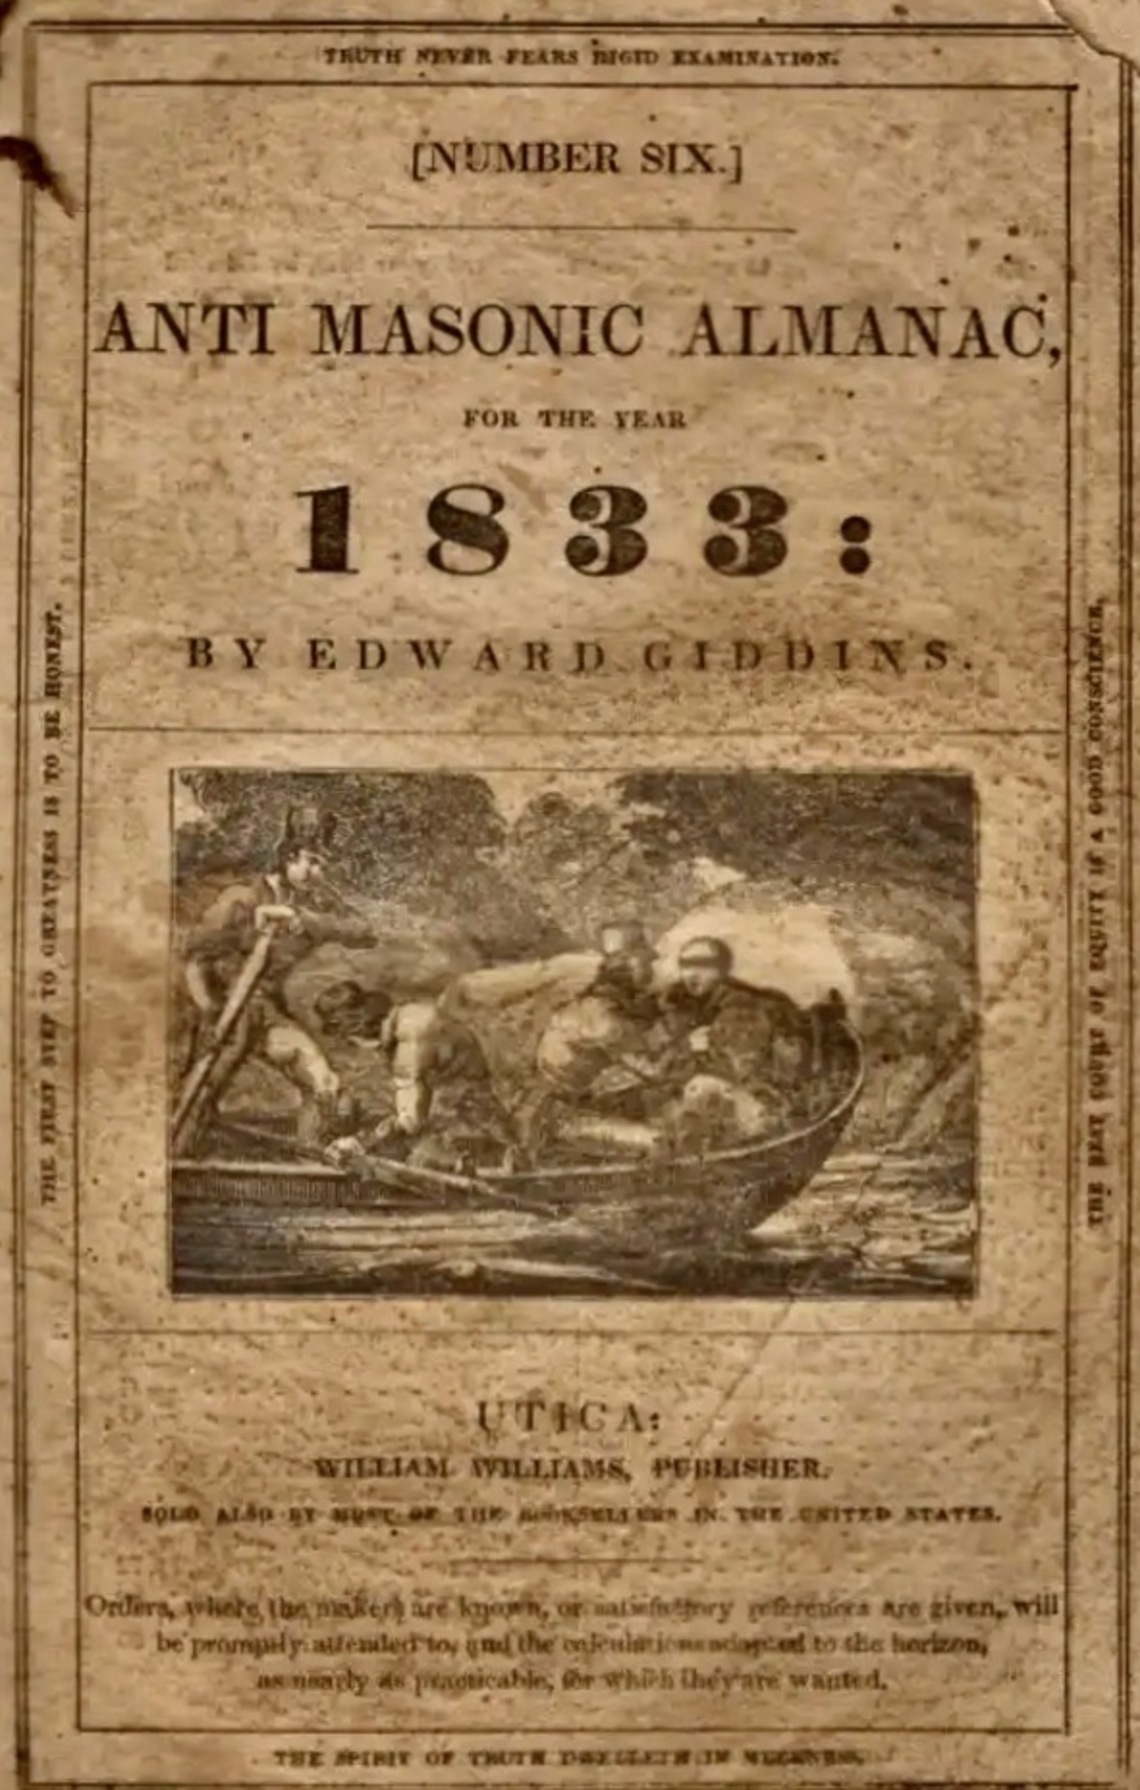 TRUTH NEVER FEARS RIGID EXAMINATION.
[NUMBER SIX.]
ANTI MASONIC ALMANAC,
FOR THE YEAR
1833:
BY EDWARD GIDDINS.
THE FIRST STEP TO GREATNESS IS TO BE HONEST.
THE BEST COURT OF EQUITY IS A GOOD CONSCIENCE.
UTICA:
WILLIAM WILLIAMS, PUBLISHER.
SOLD ALSO BY MOST OF THE BOOKSELLERS IN THE UNITED STATES.
Orders, where the makers are known, or satisfactory references are given, will
be promptly attended to, and the calculations adapted to the horizon,
as nearly as practicable, for which they are wanted.
THE SPIRIT OF TRUTH DWELLETH IN MEEKNESS.